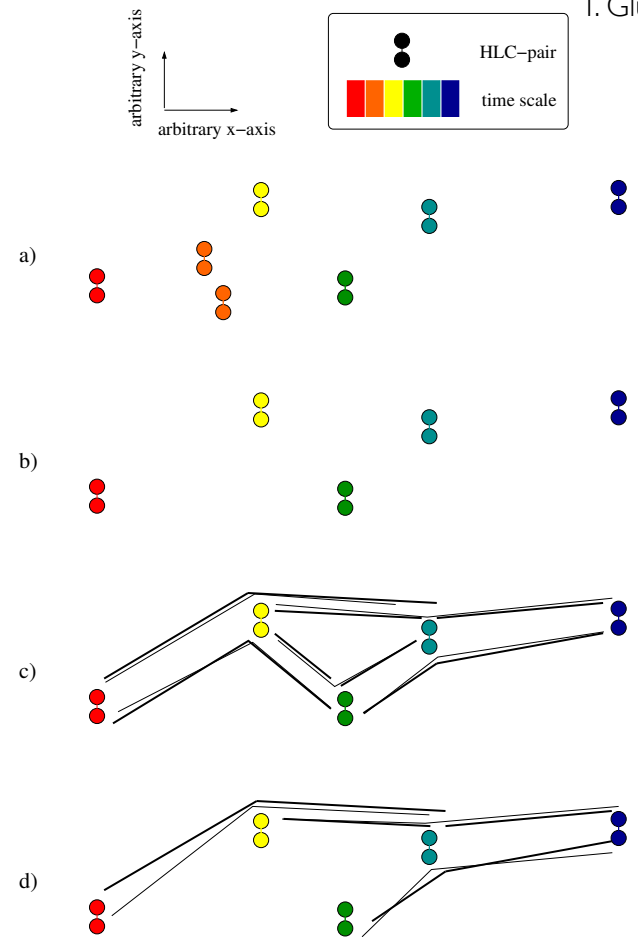 arbitrary y-axis
arbitrary x-axis
HLC-pair
time scale
a)
b)
c)
d)